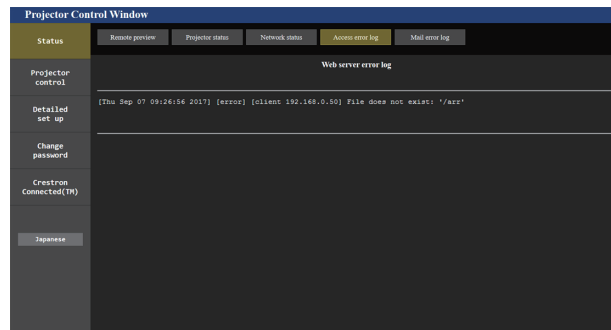 Projector Control Window
Status
Remote preview
Projector status
Network status
Access error log
Mail error log
Projector
control
Detailed
set up
Change
password
Crestron
Connected(TM)
Japanese
Web server error log
[Thu Sep 07 09:26:56 2017] [error] [client 192.168.0.50] File does not exist: '/arr'